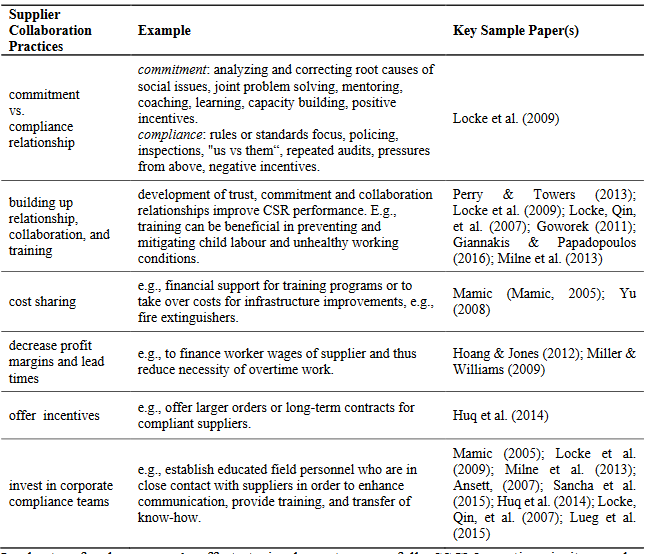 Supplier
Collaboration
Practices
Example
Key Sample Paper(s)
commitment
vs.
compliance
relationship
commitment: analyzing and correcting root causes of
social issues, joint problem solving, mentoring,
coaching, learning, capacity building, positive
incentives.
compliance: rules or standards focus, policing,
inspections, "us vs them“, repeated audits, pressures
from above, negative incentives.
Locke et al. (2009)
building up
relationship,
collaboration, and
training
development of trust, commitment and collaboration
relationships improve CSR performance. E.g.,
training can be beneficial in preventing and
mitigating child labour and unhealthy working
conditions.
Perry & Towers (2013);
Locke et al. (2009); Locke, Qin,
et al. (2007); Goworek (2011);
Giannakis & Papadopoulos
(2016); Milne et al. (2013)
cost sharing
e.g., financial support for training programs or to
take over costs for infrastructure improvements, e.g.,
fire extinguishers.
Mamic (Mamic, 2005); Yu
(2008)
decrease profit
margins and lead
times
e.g., to finance worker wages of supplier and thus
reduce necessity of overtime work.
Hoang & Jones (2012); Miller &
Williams (2009)
offer incentives
e.g., offer larger orders or long-term contracts for
compliant suppliers.
Huq et al. (2014)
invest in corporate
compliance teams
e.g., establish educated field personnel who are in
close contact with suppliers in order to enhance
communication, provide training, and transfer of
know-how.
Mamic (2005); Locke et al.
(2009); Milne et al. (2013);
Ansett, (2007); Sancha et al.
(2015); Huq et al. (2014); Locke,
Qin, et al. (2007); Lueg et al.
(2015)